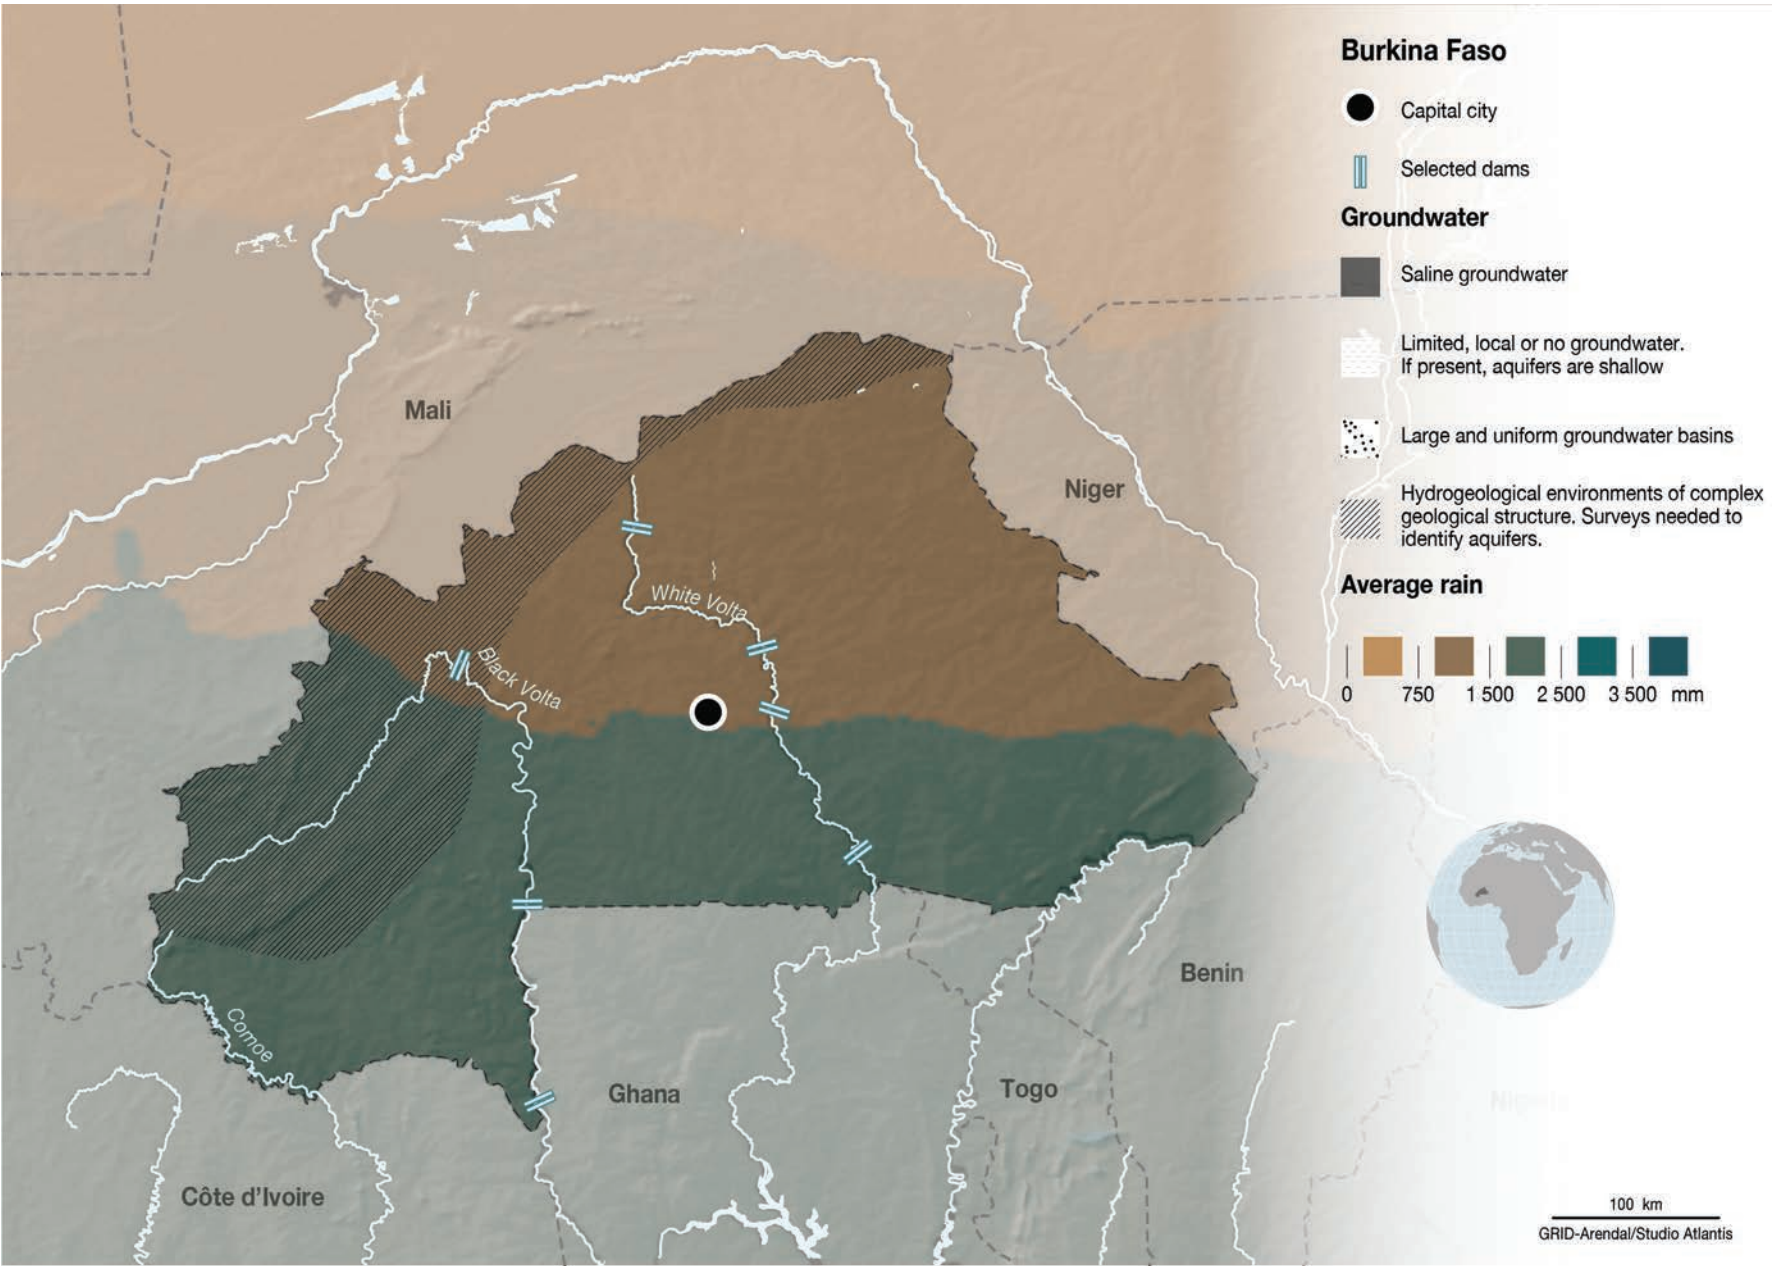 Burkina Faso
Capital city
Selected dams
Groundwater
Saline groundwater
Limited, local or no groundwater.
If present, aquifers are shallow
Large and uniform groundwater basins
Hydrogeological environments of complex
geological structure. Surveys needed to
identify aquifers.
Average rain
0 750 1 500 2 500 3 500 mm
Mali
Niger
White Volta
Black Volta
Comoe
Benin
Ghana
Togo
Côte d'Ivoire
100 km
GRID-Arendal/Studio Atlantis